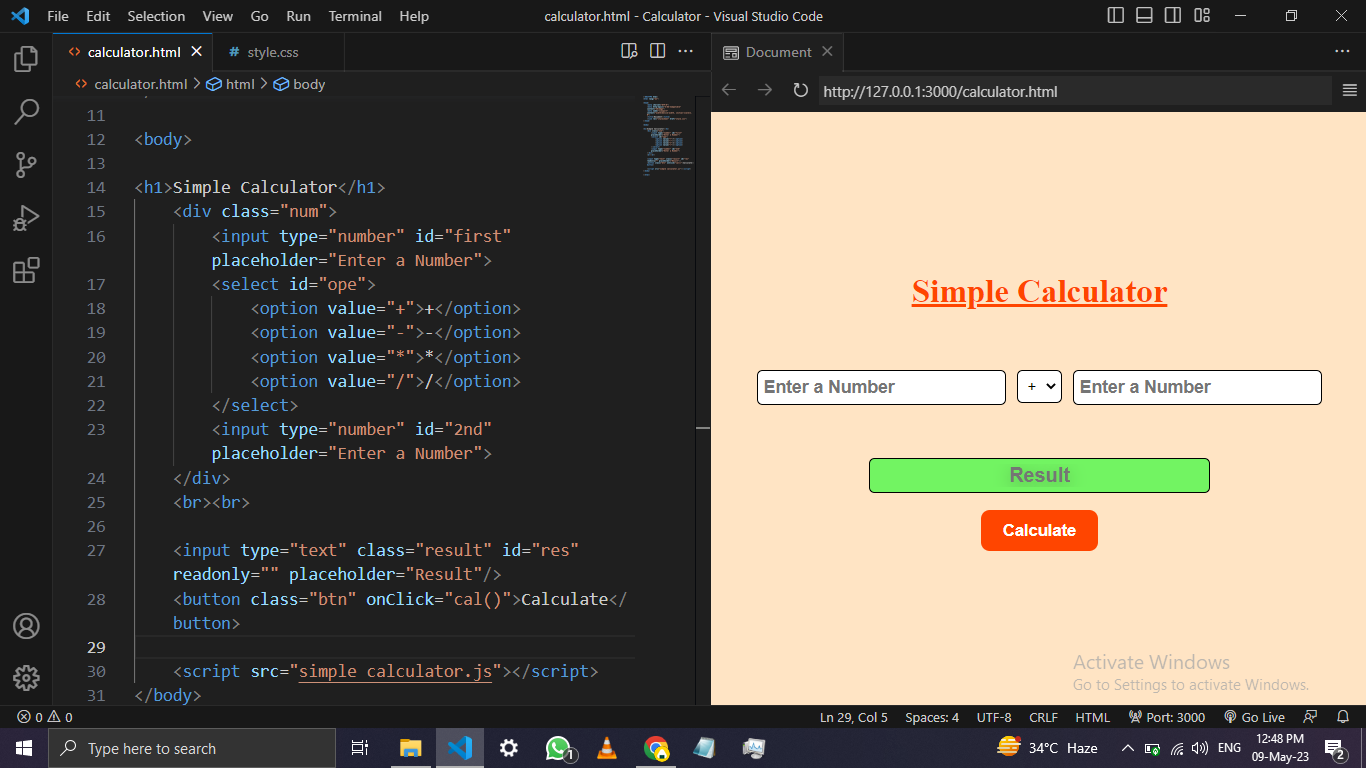 File Edit Selection View Go Run Terminal Help calculator.html - Calculator - Visual Studio Code
<> calculator.html × # style.css
<> calculator.html > html > body
11
12 <body>
13
14 <h1>Simple Calculator</h1>
15 <div class="num">
16 <input type="number" id="first"
placeholder="Enter a Number">
17 <select id="ope">
18 <option value="+">+</option>
19 <option value="-">-</option>
20 <option value="*">*</option>
21 <option value="/">/</option>
22 </select>
23 <input type="number" id="2nd"
placeholder="Enter a Number">
24 </div>
25 <br><br>
26
27 <input type="text" class="result" id="res"
readonly="" placeholder="Result"/>
28 <button class="btn" onClick="cal()">Calculate</
button>
29
30 <script src="simple calculator.js"></script>
31 </body>
Document ×
http://127.0.0.1:3000/calculator.html
Simple Calculator
Enter a Number + Enter a Number
Result
Calculate
Activate Windows
Go to Settings to activate Windows.
0 0 Ln 29, Col 5 Spaces: 4 UTF-8 CRLF HTML Port: 3000 Go Live
Type here to search 1 34°C Haze ENG 12:48 PM
09-May-23 2